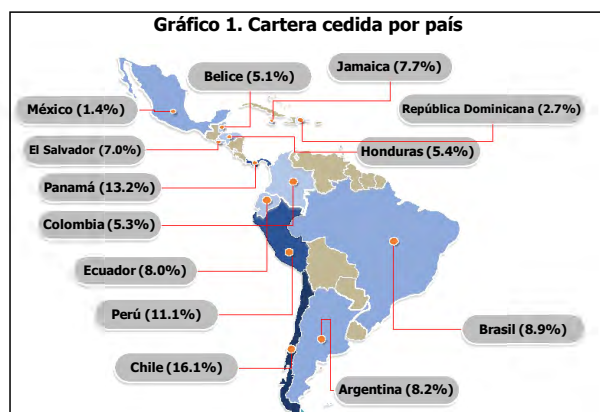 Gráfico 1. Cartera cedida por país
Belice (5.1%)
Jamaica (7.7%)
México (1.4%)
República Dominicana (2.7%)
El Salvador (7.0%)
Honduras (5.4%)
Panamá (13.2%)
Colombia (5.3%)
Ecuador (8.0%)
Perú (11.1%)
Brasil (8.9%)
Chile (16.1%)
Argentina (8.2%)